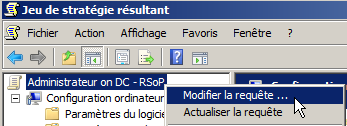 Jeu de stratégie résultant
Fichier Action Affichage Favoris Fenêtre ?
Administrateur on DC - RSoP
Modifier la requête ...
Configuration ordinateur
Actualiser la requête
Paramètres du logiciel